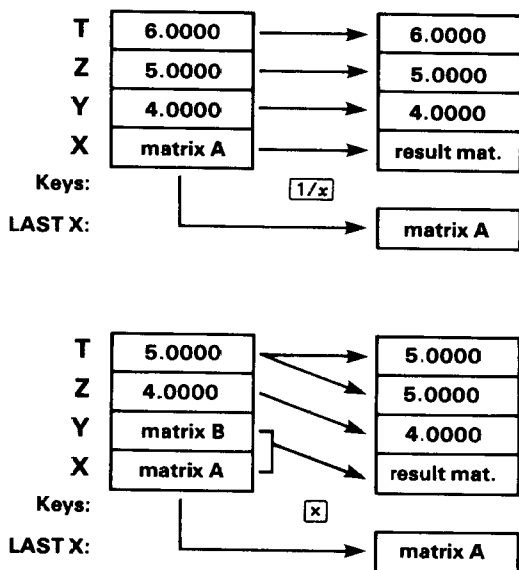 T 6.0000 6.0000
Z 5.0000 5.0000
Y 4.0000 4.0000
X matrix A result mat.
Keys: 1/x
LAST X: matrix A
T 5.0000 5.0000
Z 4.0000 5.0000
Y matrix B 4.0000
X matrix A result mat.
Keys: x
LAST X: matrix A